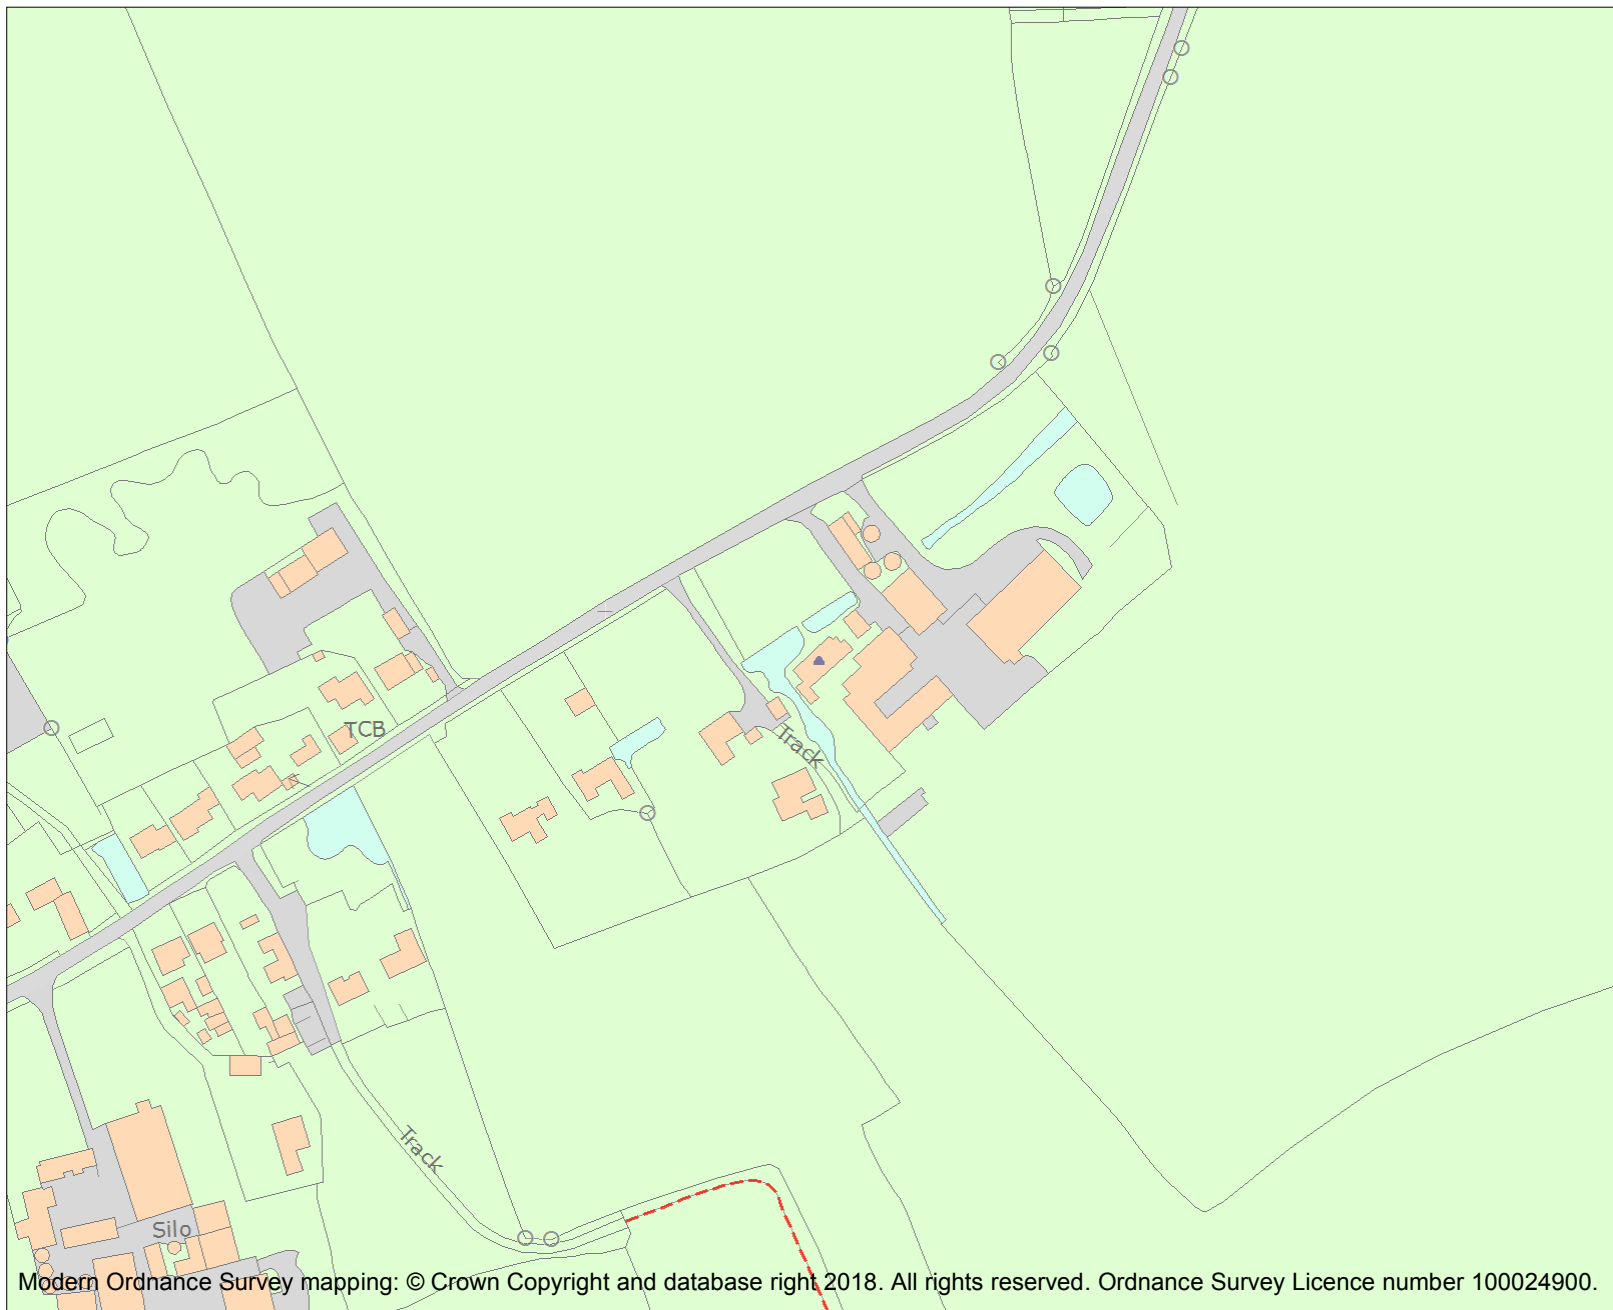 TCB
Track
Track
Silo
Modern Ordnance Survey mapping: © Crown Copyright and database right 2018. All rights reserved. Ordnance Survey Licence number 100024900.